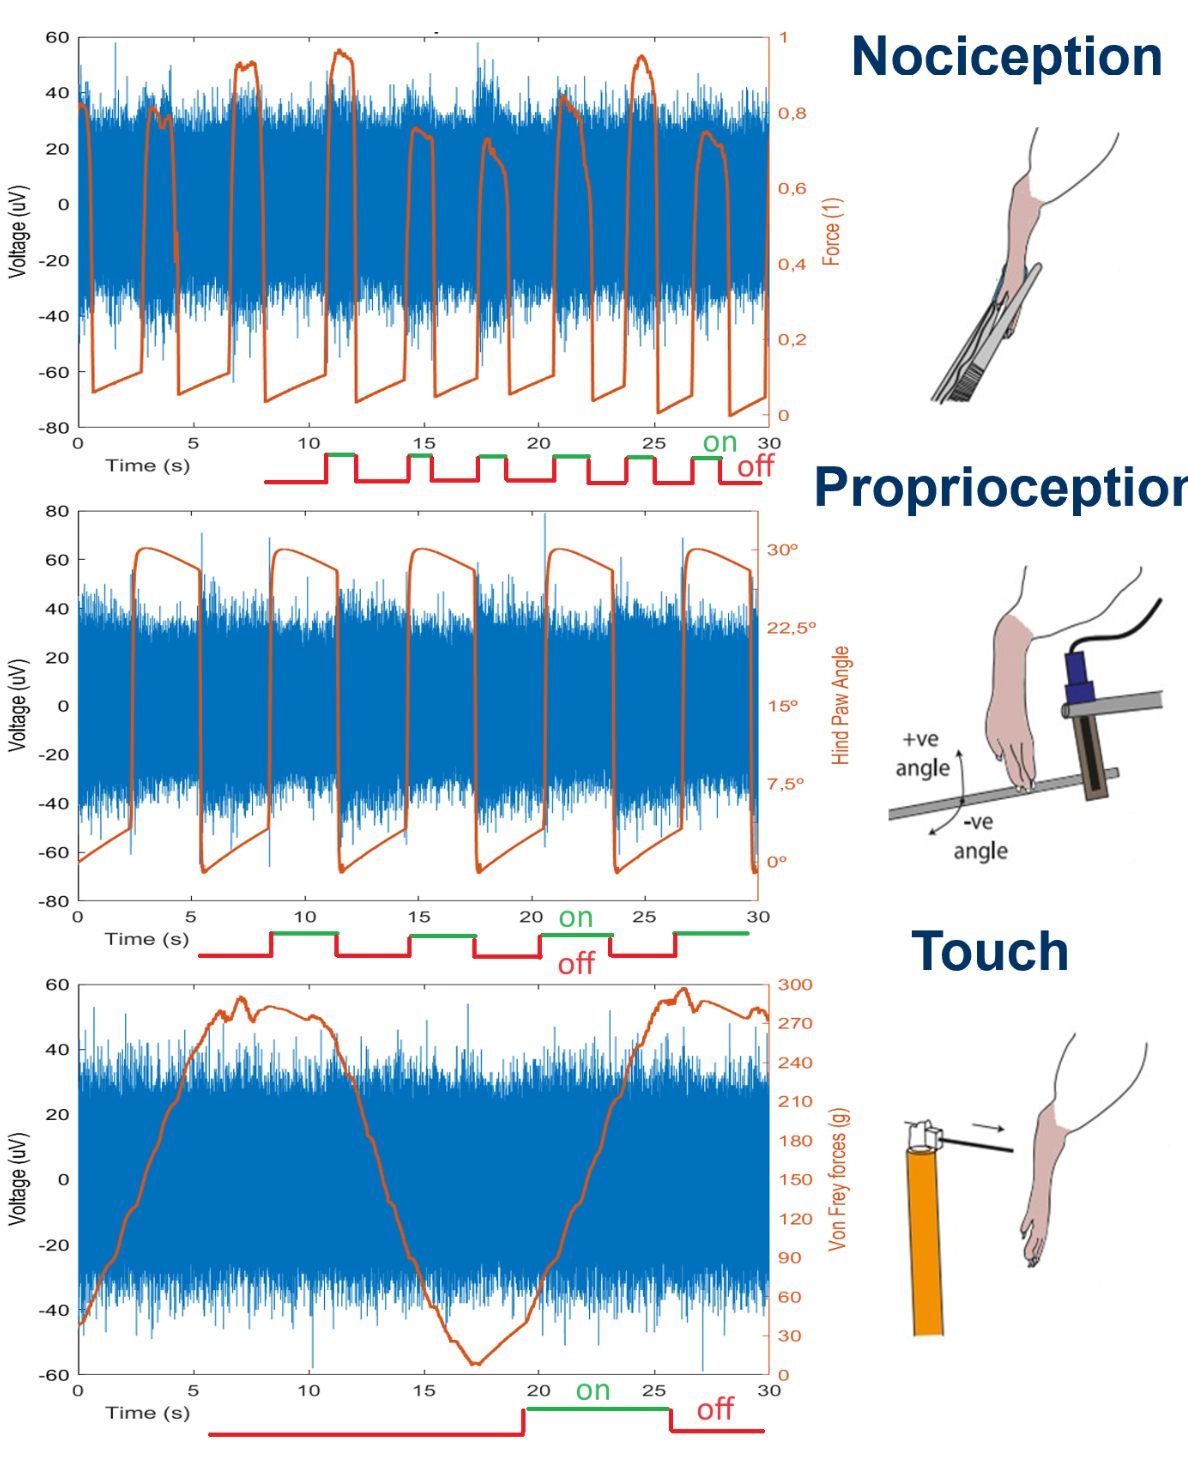 Nociception
60
40
20
0
-20
-40
-60
-80
Voltage (uV)
1
0,8
0,6
0,4
0,2
0
Force (1)
0 5 10 15 20 25 30
Time (s)
on
off
Proprioception
80
60
40
20
0
-20
-40
-60
-80
Voltage (uV)
30º
22,5º
15º
7,5º
0º
Hind Paw Angle
+ve
angle
-ve
angle
0 5 10 15 20 25 30
Time (s)
on
off
Touch
60
40
20
0
-20
-40
-60
Voltage (uV)
300
270
240
210
180
150
120
90
60
30
0
Von Frey forces (g)
0 5 10 15 20 25 30
Time (s)
on
off